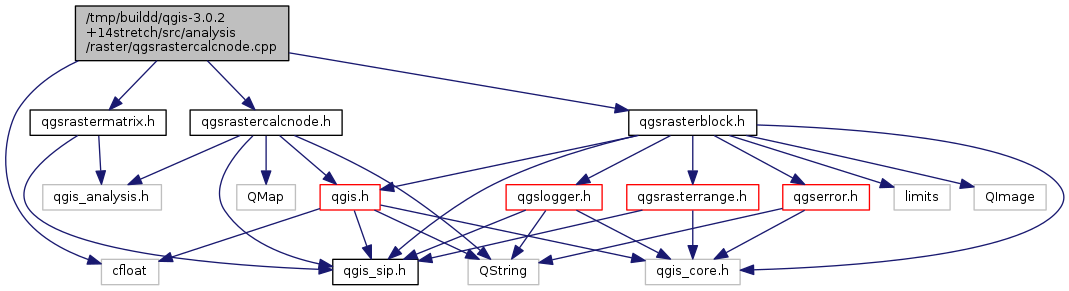 /tmp/buildd/qgis-3.0.2
+14stretch/src/analysis
/raster/qgsrastercalcnode.cpp
qgsrastermatrix.h
qgsrastercalcnode.h
qgsrasterblock.h
qgis_analysis.h
QMap
qgis.h
qgslogger.h
qgsrasterrange.h
qgserror.h
limits
QImage
cfloat
qgis_sip.h
QString
qgis_core.h